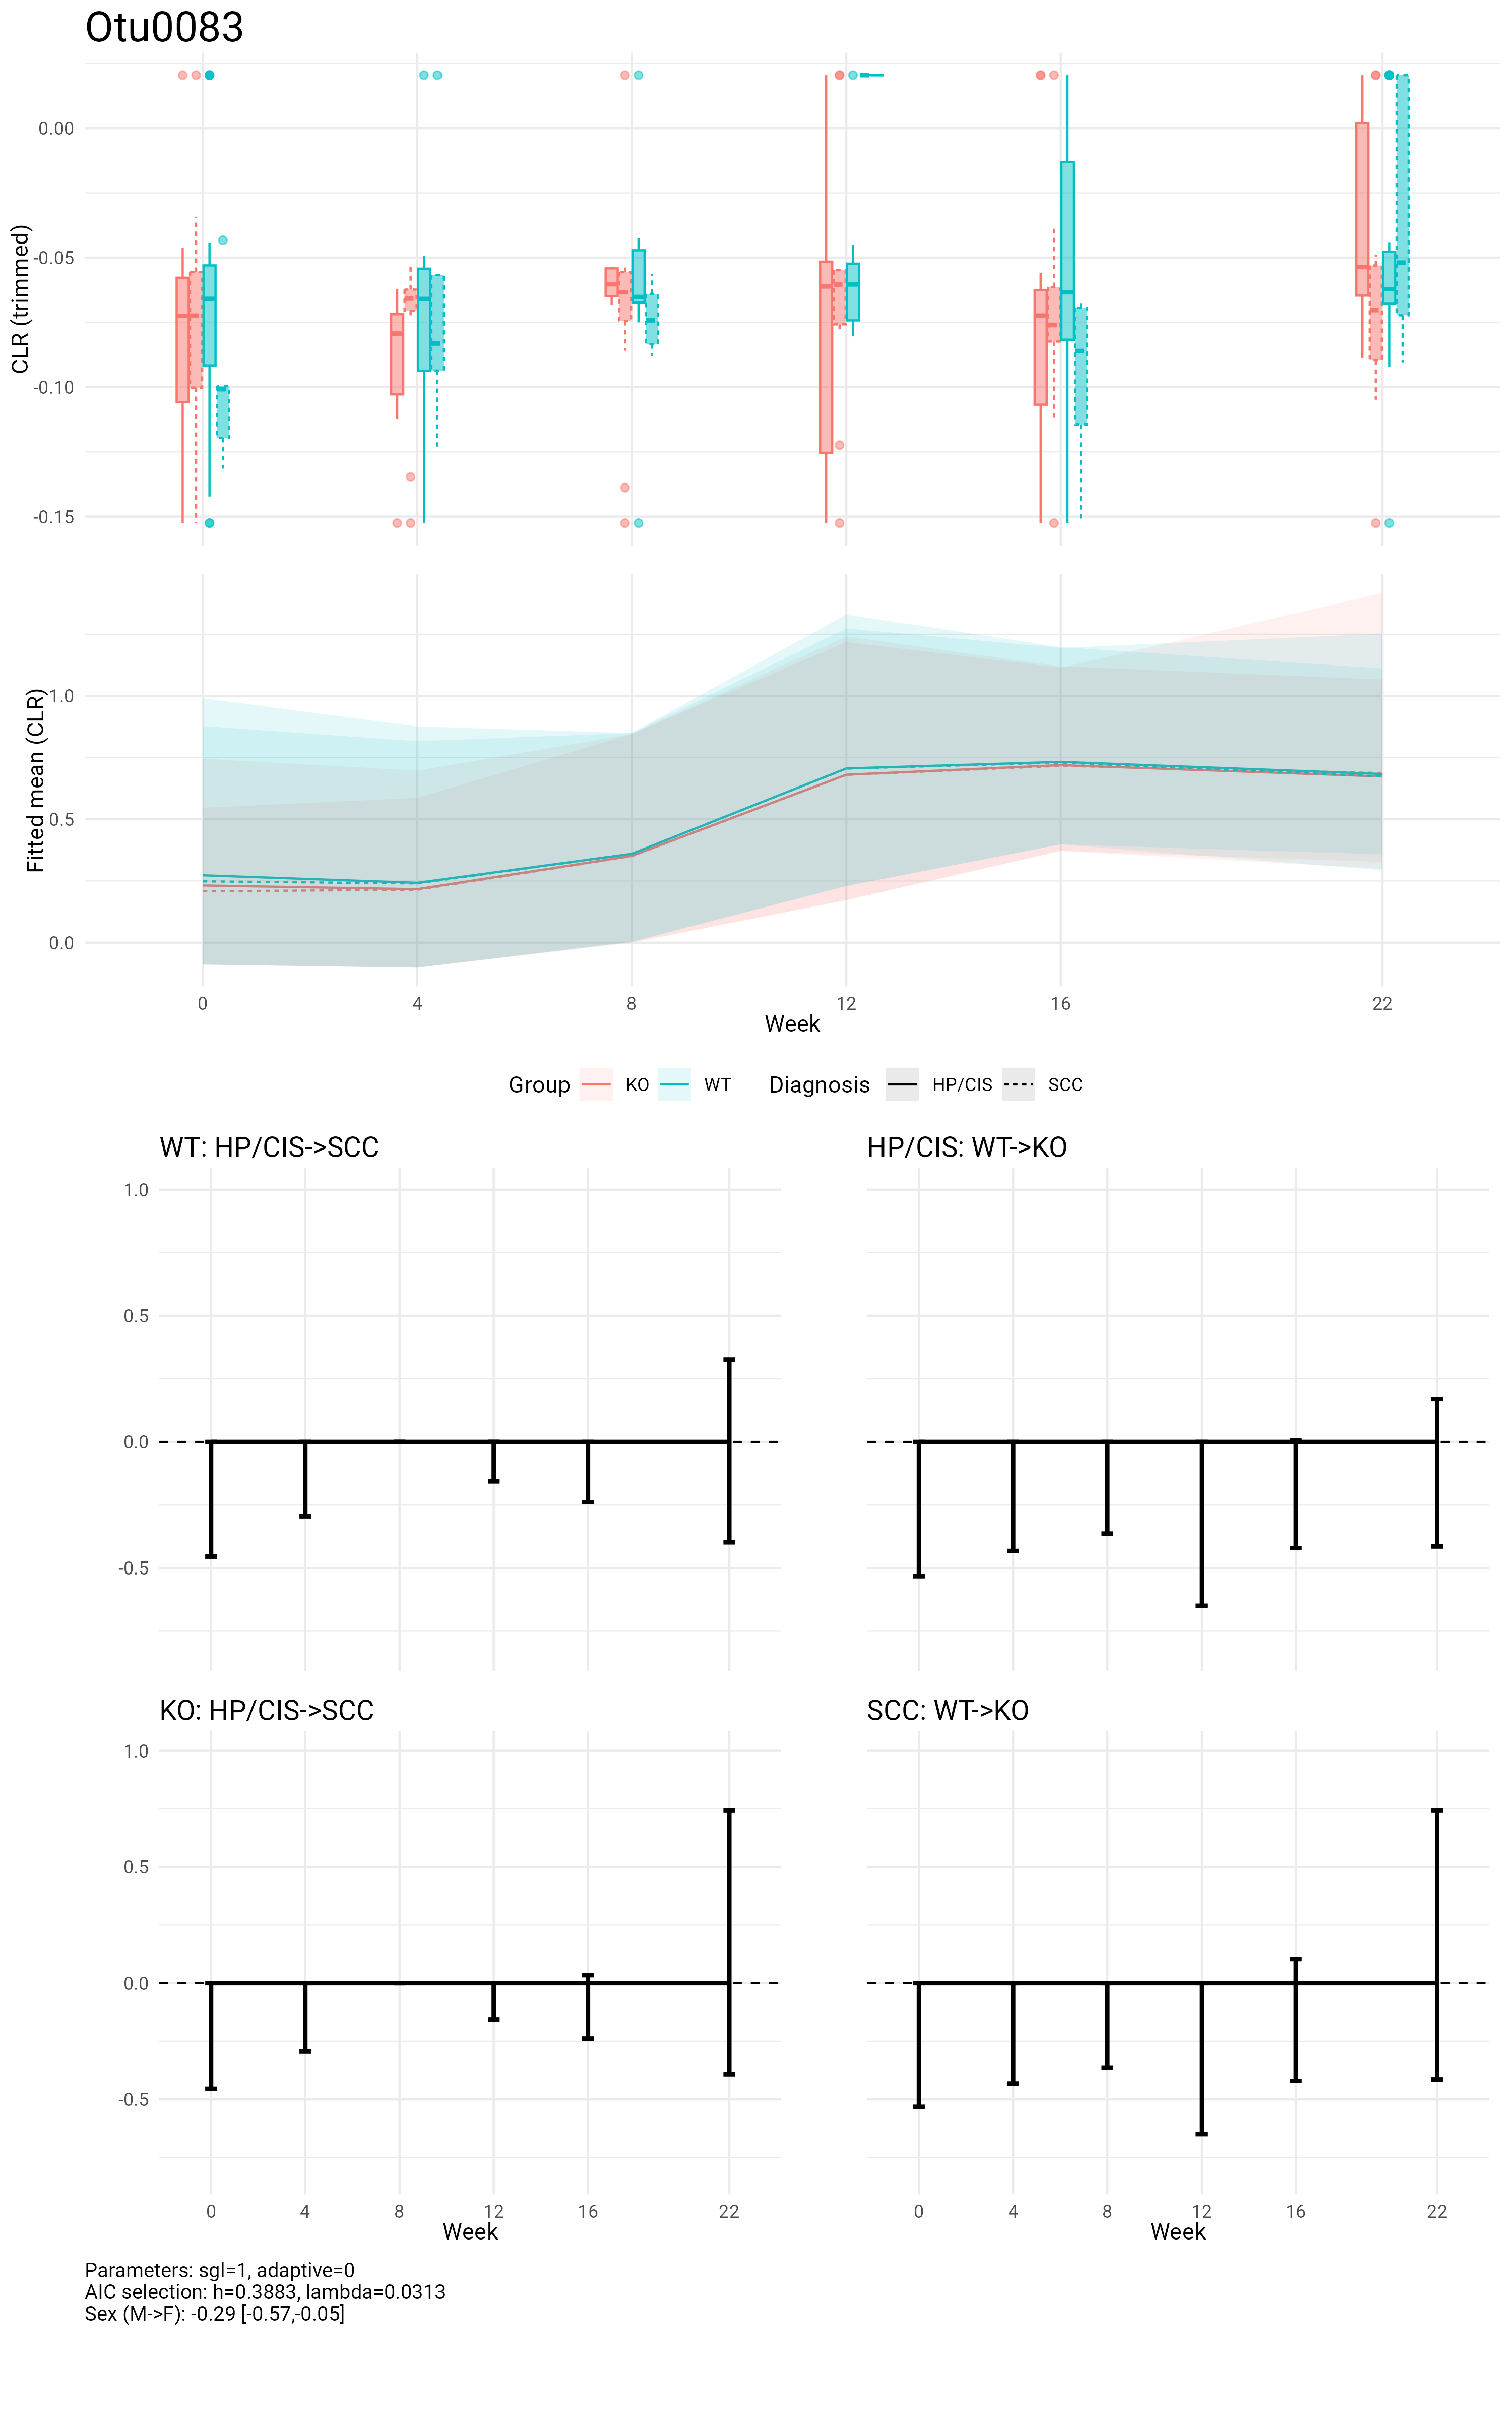 Otu0083
CLR (trimmed)
0.00
-0.05
-0.10
-0.15
Fitted mean (CLR)
1.0
0.5
0.0
0 4 8 12 16 22
Week
Group KO WT Diagnosis HP/CIS SCC
WT: HP/CIS->SCC
1.0
0.5
0.0
-0.5
HP/CIS: WT->KO
KO: HP/CIS->SCC
1.0
0.5
0.0
-0.5
0 4 8 12 16 22
Week
SCC: WT->KO
0 4 8 12 16 22
Week
Parameters: sgl=1, adaptive=0
AIC selection: h=0.3883, lambda=0.0313
Sex (M->F): -0.29 [-0.57,-0.05]